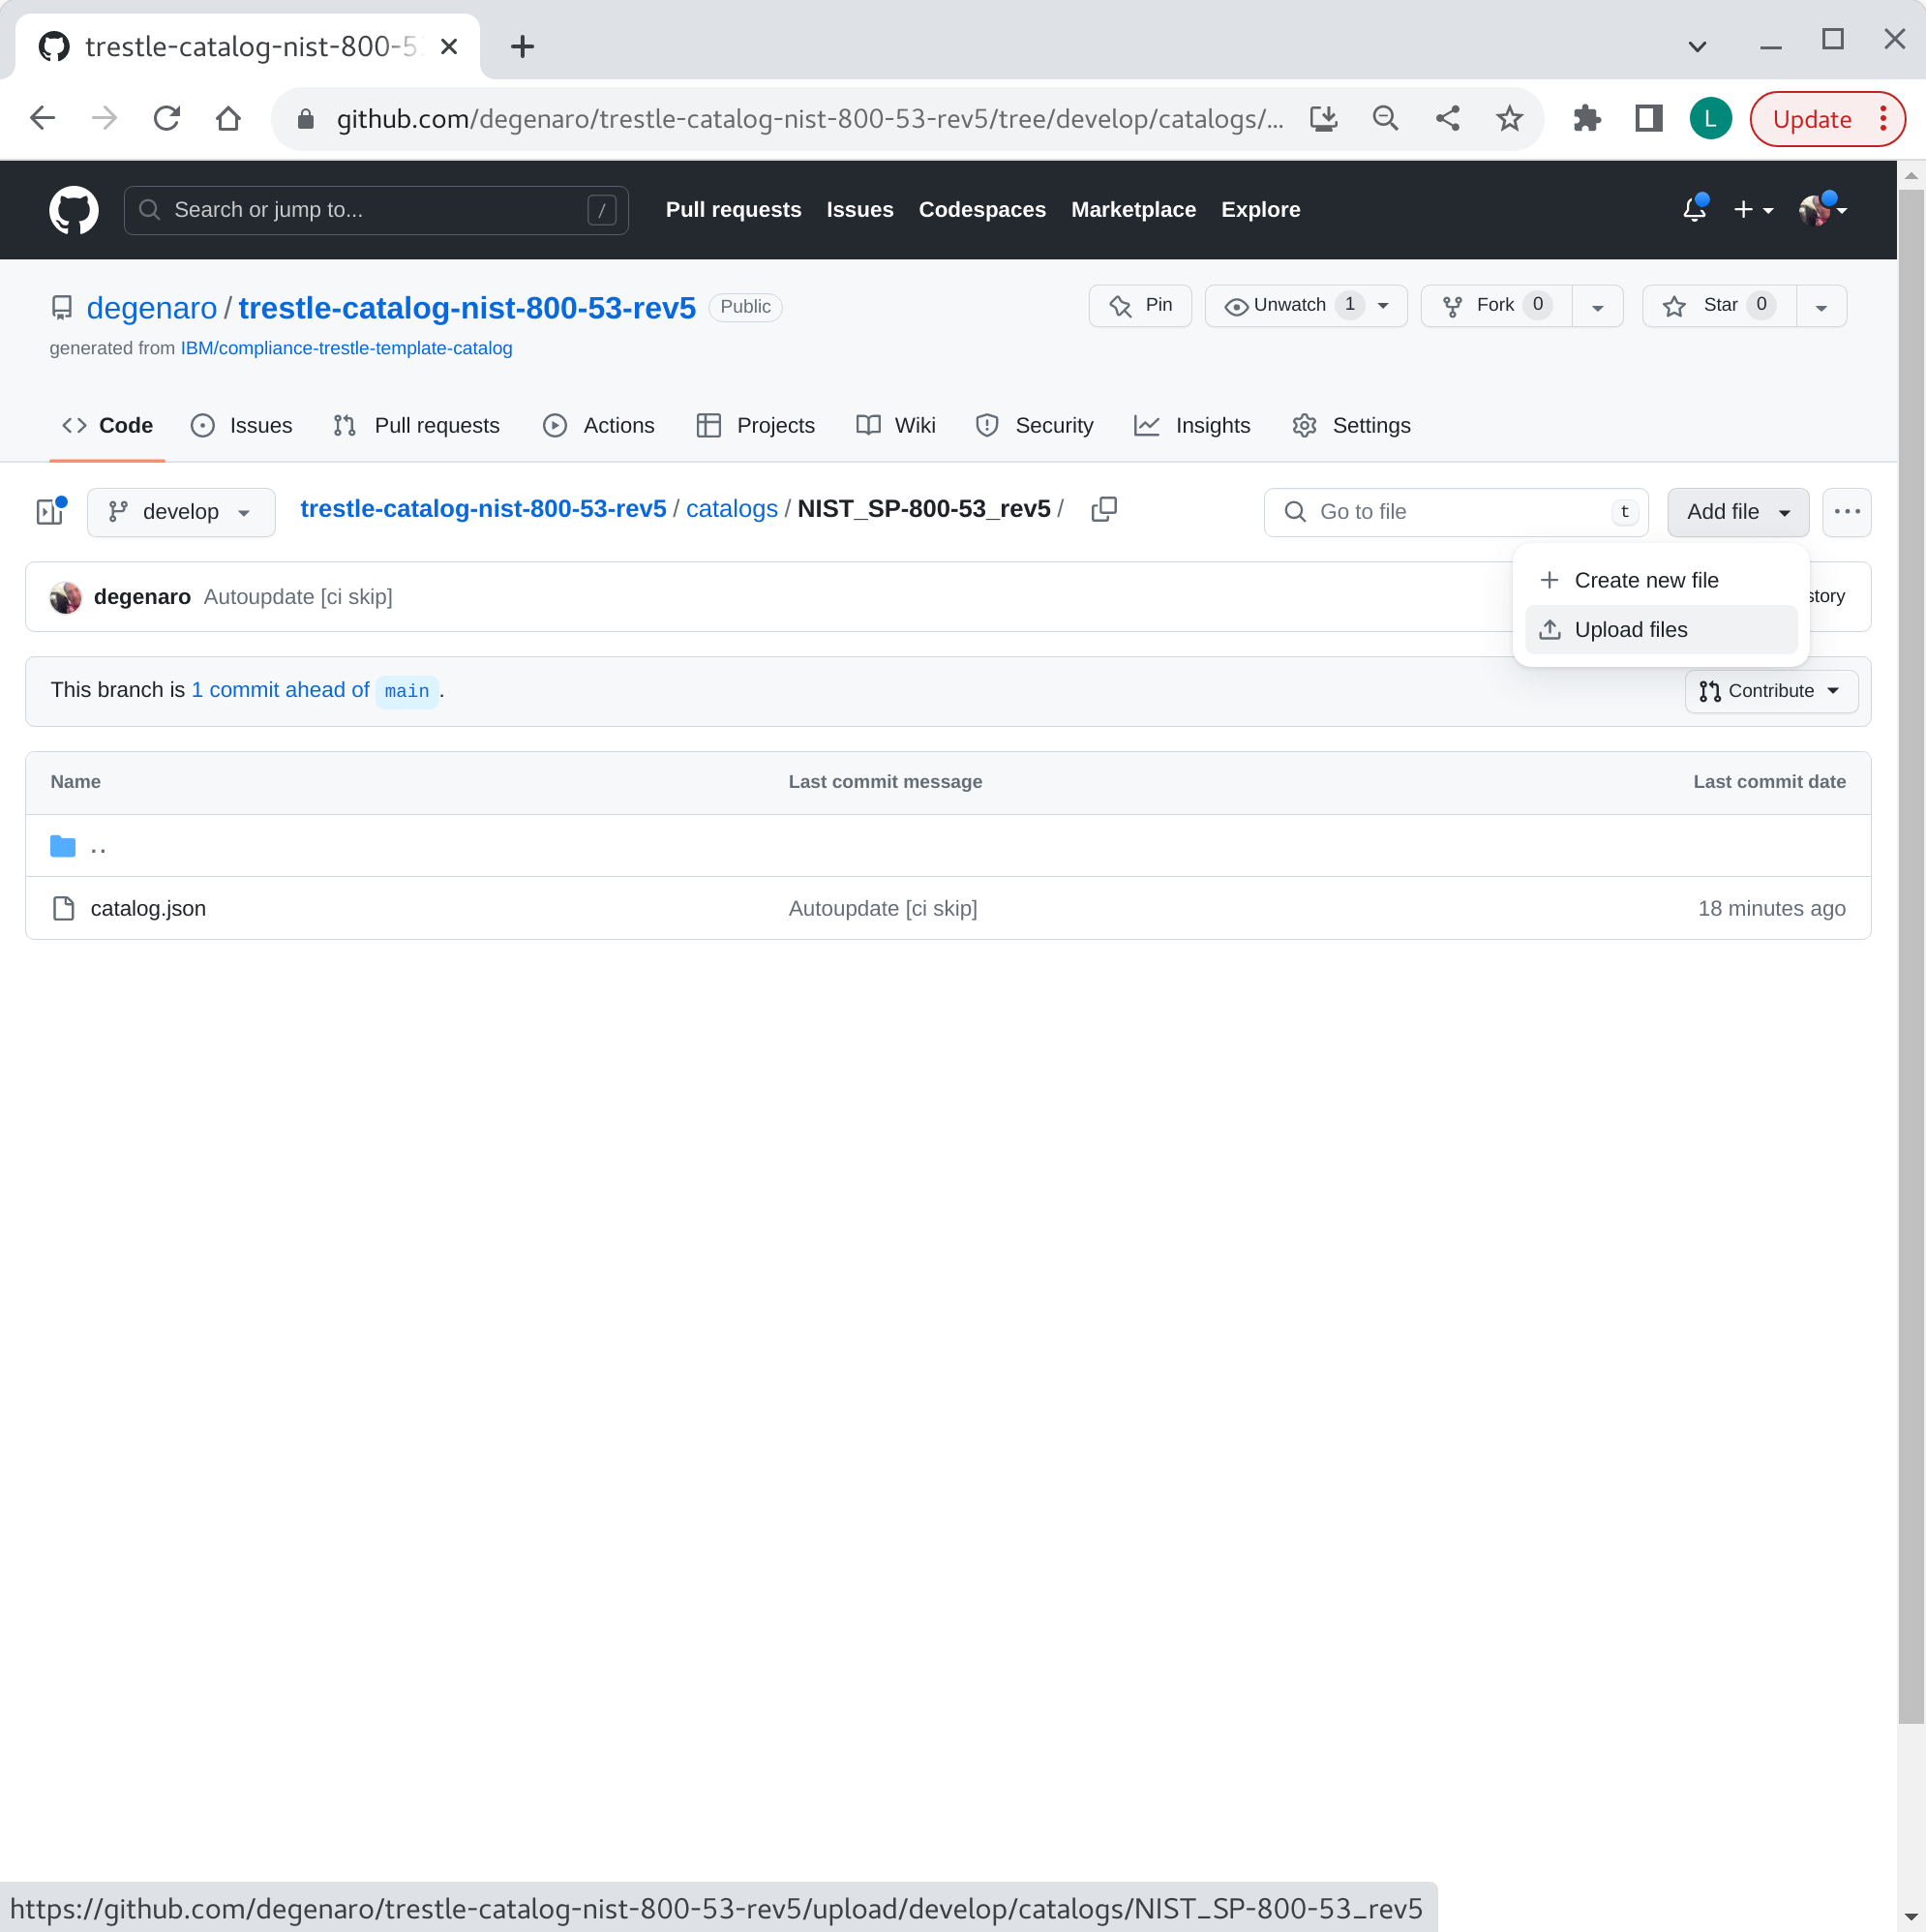 trestle-catalog-nist-800-5
github.com/degenaro/trestle-catalog-nist-800-53-rev5/tree/develop/catalogs/...
L
Update
Search or jump to...
/
Pull requests
Issues
Codespaces
Marketplace
Explore
degenaro / trestle-catalog-nist-800-53-rev5
Public
Pin
Unwatch 1
Fork 0
Star 0
generated from IBM/compliance-trestle-template-catalog
Code
Issues
Pull requests
Actions
Projects
Wiki
Security
Insights
Settings
develop
trestle-catalog-nist-800-53-rev5 / catalogs / NIST_SP-800-53_rev5 /
Go to file
t
Add file
Create new file
Upload files
degenaro Autoupdate [ci skip]
story
This branch is 1 commit ahead of main .
Contribute
Name
Last commit message
Last commit date
..
catalog.json
Autoupdate [ci skip]
18 minutes ago
https://github.com/degenaro/trestle-catalog-nist-800-53-rev5/upload/develop/catalogs/NIST_SP-800-53_rev5